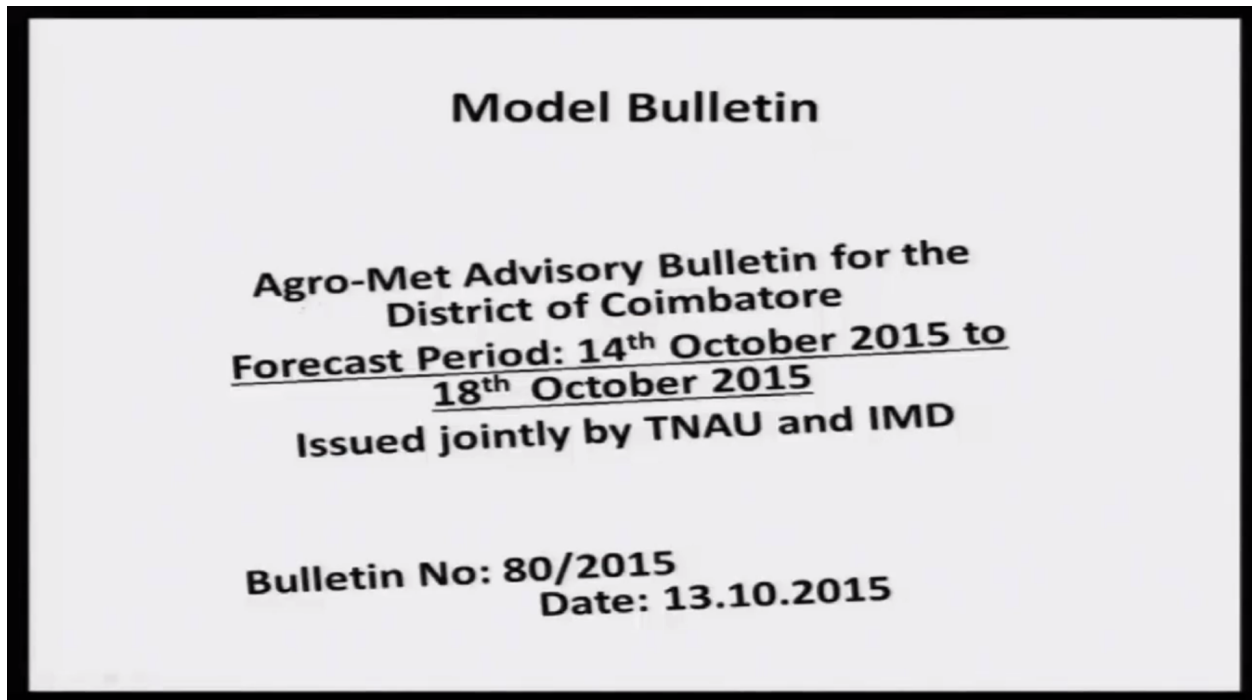 Model Bulletin
Agro-Met Advisory Bulletin for the
District of Coimbatore
Forecast Period: 14th October 2015 to
18th October 2015
Issued jointly by TNAU and IMD
Bulletin No: 80/2015
Date: 13.10.2015